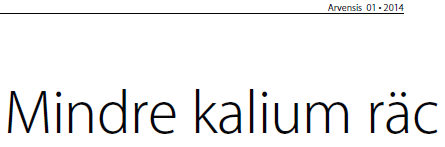 Arvensis 01 • 2014
Mindre kalium räc